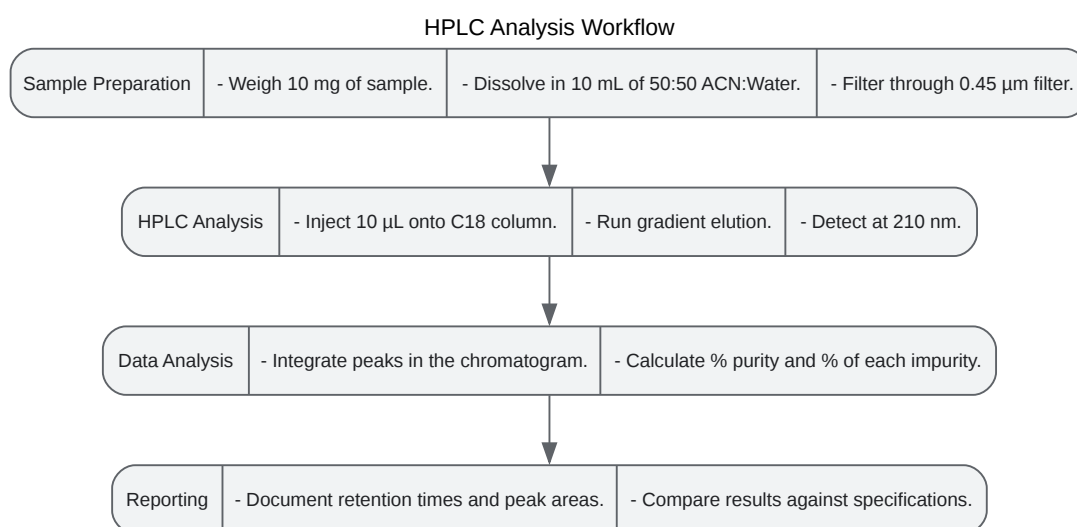 HPLC Analysis Workflow
Sample Preparation - Weigh 10 mg of sample. - Dissolve in 10 mL of 50:50 ACN:Water. - Filter through 0.45 µm filter.
HPLC Analysis - Inject 10 µL onto C18 column. - Run gradient elution. - Detect at 210 nm.
Data Analysis - Integrate peaks in the chromatogram. - Calculate % purity and % of each impurity.
Reporting - Document retention times and peak areas. - Compare results against specifications.